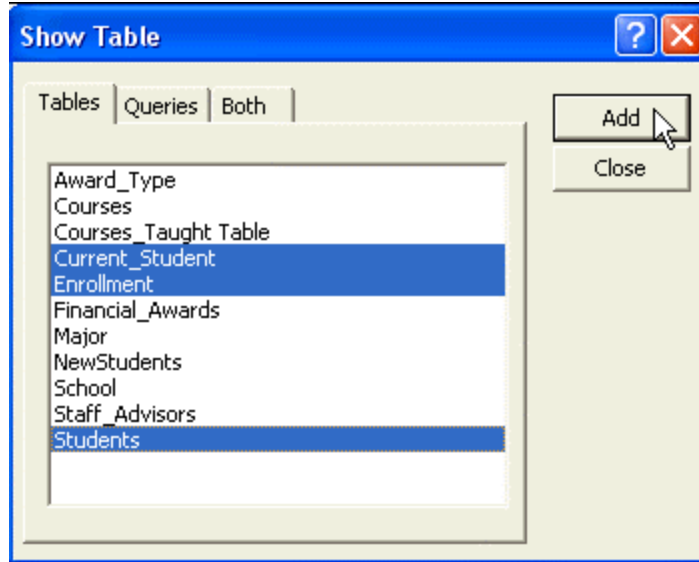 Show Table
Tables Queries Both
Add
Close
Award_Type
Courses
Courses_Taught Table
Current_Student
Enrollment
Financial_Awards
Major
NewStudents
School
Staff_Advisors
Students